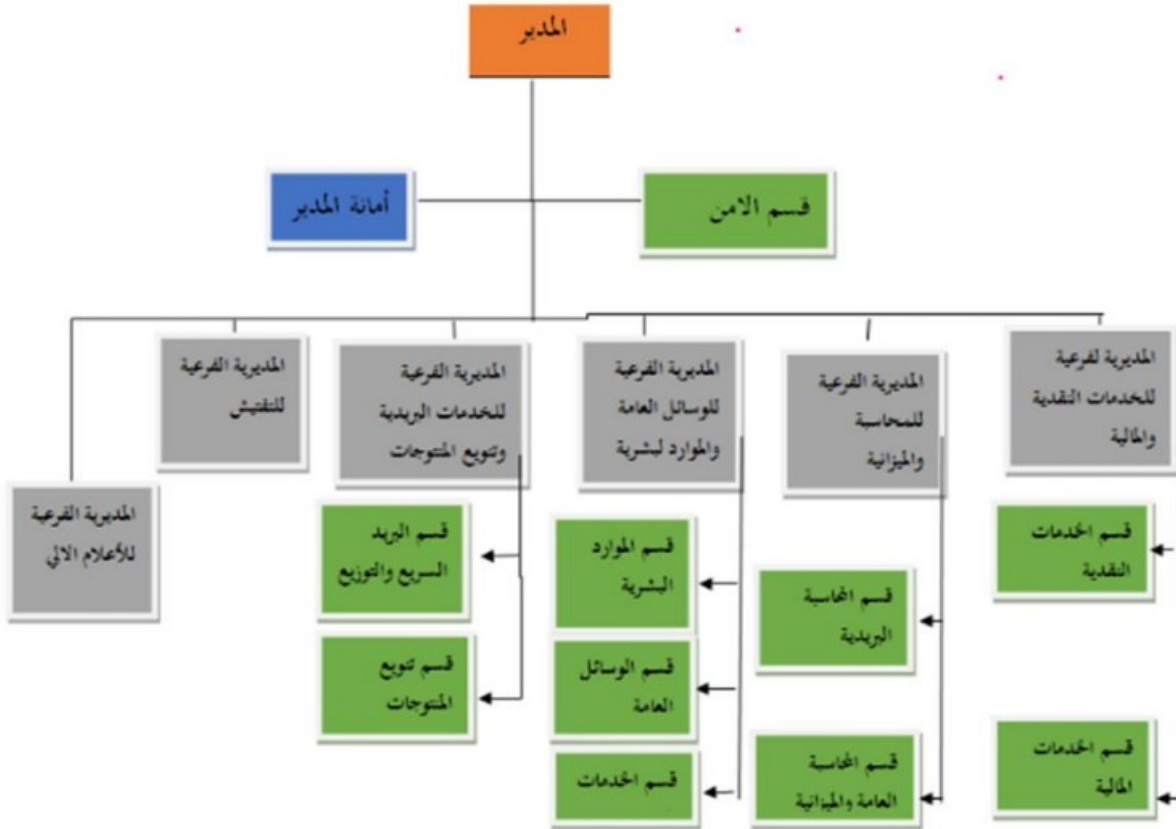 المدير
قسم الامن
أمانة المدير
المديرية لفرعية
للخدمات النقدية
والمالية
المديرية الفرعية
للمحاسبة
والميزانية
المديرية الفرعية
للوسائل العامة
والموارد لبشرية
المديرية الفرعية
للخدمات البريدية
وتنويع المنتوجات
المديرية الفرعية
للتفتيش
المديرية الفرعية
للأعلام الالي
قسم الخدمات
النقدية
قسم الخدمات
المالية
قسم المحاسبة
البريدية
قسم المحاسبة
العامة والميزانية
قسم الموارد
البشرية
قسم الوسائل
العامة
قسم الخدمات
قسم البريد
السريع والتوزيع
قسم تنويع
المنتوجات